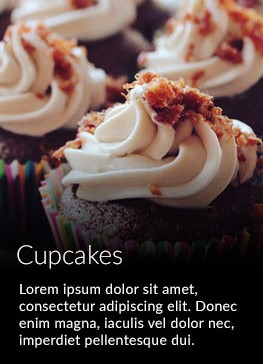 Cupcakes
Lorem ipsum dolor sit amet,
consectetur adipiscing elit. Donec
enim magna, iaculis vel dolor nec,
imperdiet pellentesque dui.